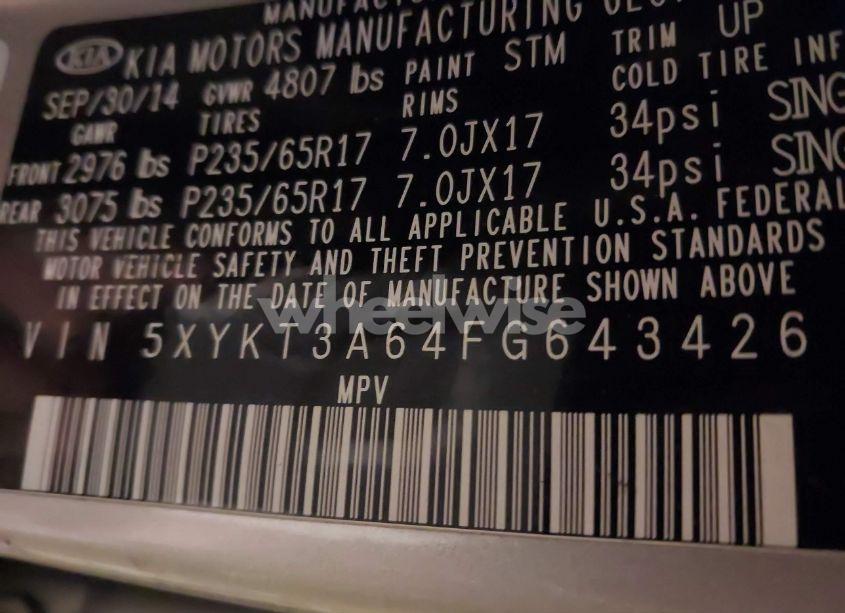 KIA MOTORS MANUFACTURING
SEP/30/14 GVWR 4807 lbs PAINT STM TRIM UP
GAWR TIRES RIMS COLD TIRE INF
FRONT 2976 lbs P235/65R17 7.0JX17 34psi SING
REAR 3075 lbs P235/65R17 7.0JX17 34psi SING
THIS VEHICLE CONFORMS TO ALL APPLICABLE U.S.A. FEDERAL
MOTOR VEHICLE SAFETY AND THEFT PREVENTION STANDARDS
IN EFFECT ON THE DATE OF MANUFACTURE SHOWN ABOVE
wheelwise
VIN 5XYKT3A64FG643426
MPV